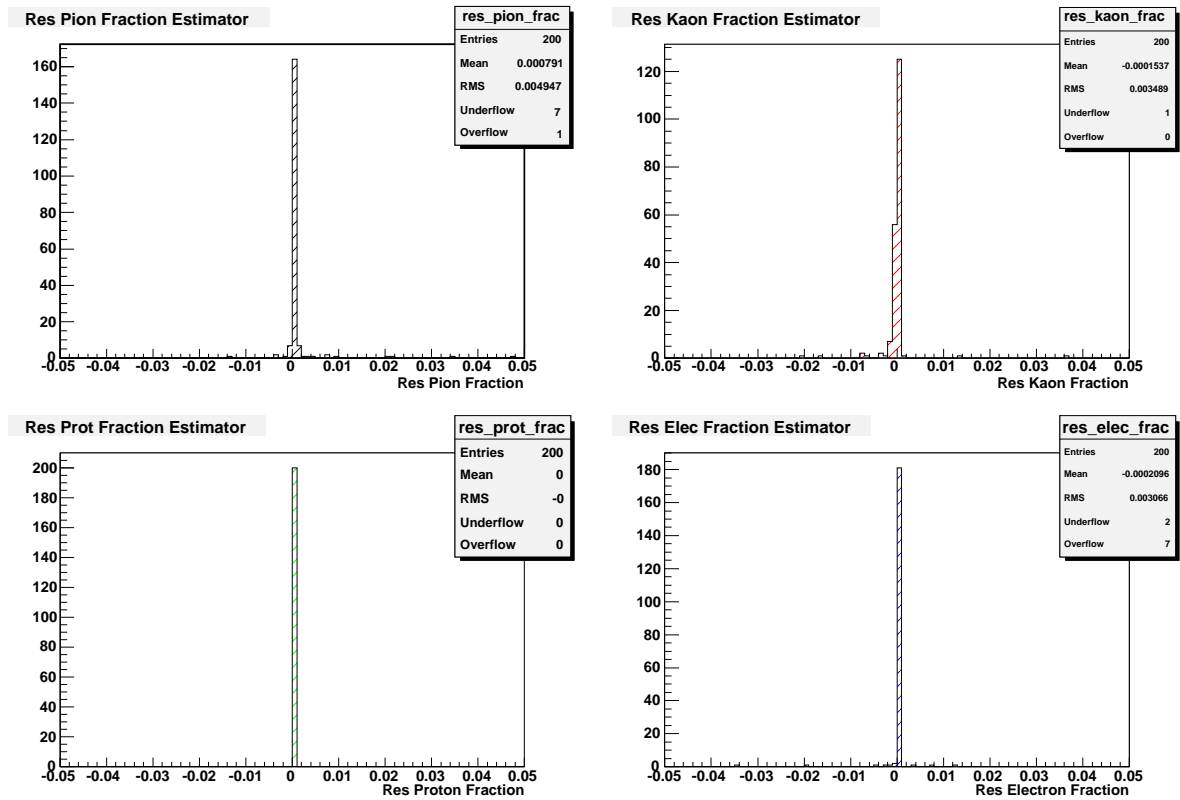 Res Pion Fraction Estimator
res_pion_frac
Entries 200
Mean 0.000791
RMS 0.004947
Underflow 7
Overflow 1
160
140
120
100
80
60
40
20
0
-0.05 -0.04 -0.03 -0.02 -0.01 0 0.01 0.02 0.03 0.04 0.05
Res Pion Fraction
Res Kaon Fraction Estimator
res_kaon_frac
Entries 200
Mean -0.0001537
RMS 0.003489
Underflow 1
Overflow 0
120
100
80
60
40
20
0
-0.05 -0.04 -0.03 -0.02 -0.01 0 0.01 0.02 0.03 0.04 0.05
Res Kaon Fraction
Res Prot Fraction Estimator
res_prot_frac
Entries 200
Mean 0
RMS -0
Underflow 0
Overflow 0
200
180
160
140
120
100
80
60
40
20
0
-0.05 -0.04 -0.03 -0.02 -0.01 0 0.01 0.02 0.03 0.04 0.05
Res Proton Fraction
Res Elec Fraction Estimator
res_elec_frac
Entries 200
Mean -0.0002096
RMS 0.003066
Underflow 2
Overflow 7
180
160
140
120
100
80
60
40
20
0
-0.05 -0.04 -0.03 -0.02 -0.01 0 0.01 0.02 0.03 0.04 0.05
Res Electron Fraction